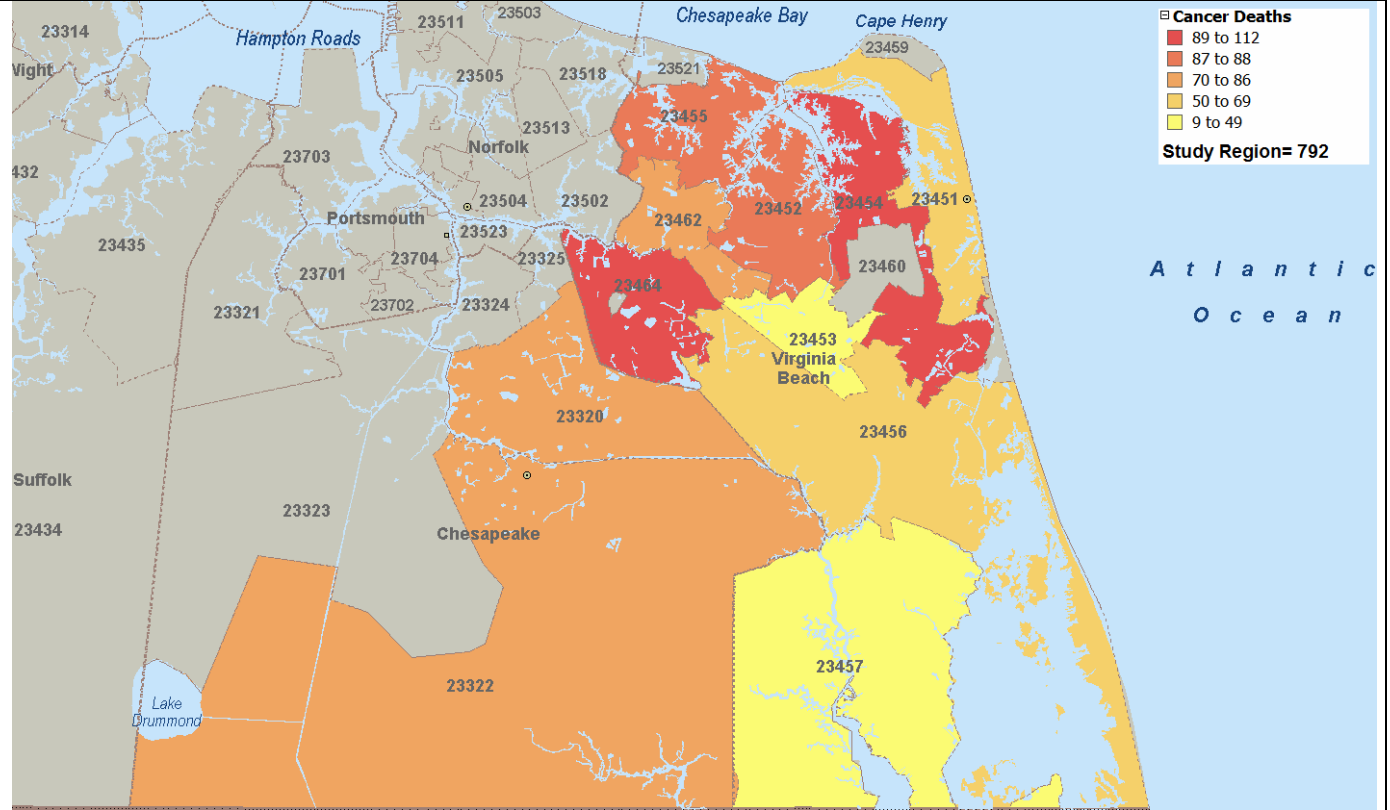 23503
23511
Chesapeake Bay
Cape Henry
23314
Hampton Roads
23459
Wight
23505
23518
23521
23455
23513
Norfolk
23703
432
23504
23502
23454
23451
23452
Portsmouth
23462
23523
23435
23704
23325
23460
23701
23464
23702
23324
23321
23453
Virginia
Beach
23320
23456
Suffolk
23323
23434
Chesapeake
23457
23322
Lake
Drummond
Atlantic
Ocean
Cancer Deaths
89 to 112
87 to 88
70 to 86
50 to 69
9 to 49
Study Region= 792